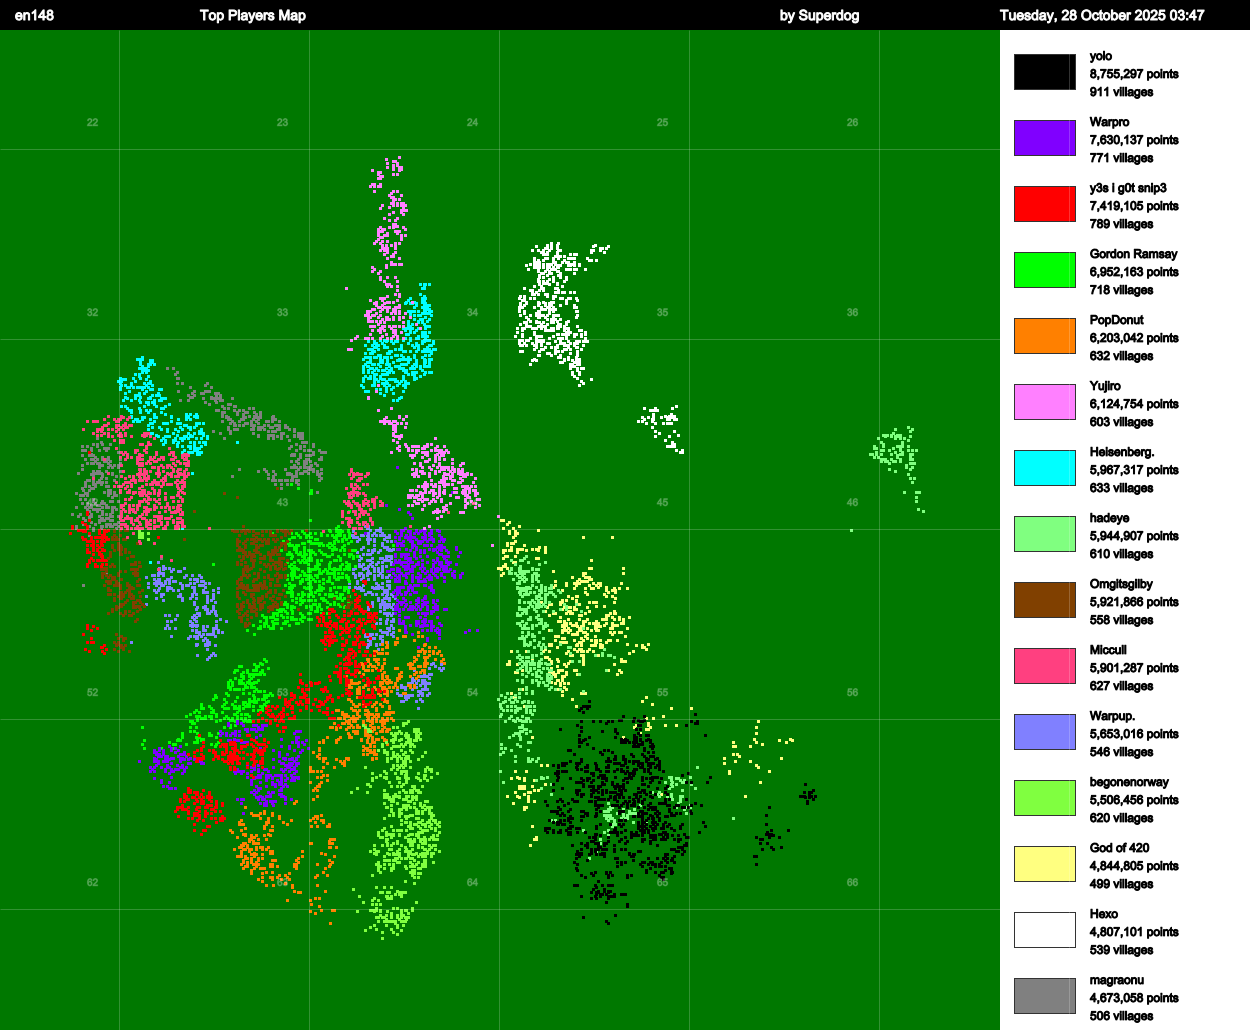 en148 Top Players Map by Superdog Tuesday, 28 October 2025 03:47
22 23 24 25 26
32 33 34 35 36
43 45 46
52 53 54 55 56
62 63 64 65 66
yolo
8,755,297 points
911 villages
Warpro
7,630,137 points
771 villages
y3s i g0t snip3
7,419,105 points
789 villages
Gordon Ramsay
6,952,163 points
718 villages
PopDonut
6,203,042 points
632 villages
Yujiro
6,124,754 points
603 villages
Heisenberg.
5,967,317 points
633 villages
hadeye
5,944,907 points
610 villages
Omgitsgilby
5,921,866 points
558 villages
Miccull
5,901,287 points
627 villages
Warpup.
5,653,016 points
546 villages
begonenorway
5,506,456 points
620 villages
God of 420
4,844,805 points
499 villages
Hexo
4,807,101 points
539 villages
magraonu
4,673,058 points
506 villages